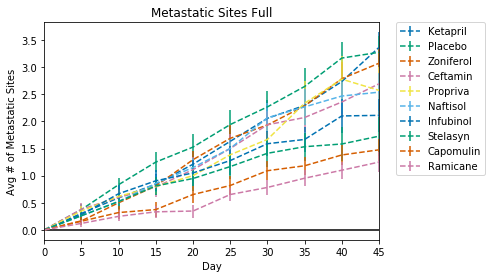 Metastatic Sites Full
Avg # of Metastatic Sites
3.5
3.0
2.5
2.0
1.5
1.0
0.5
0.0
0 5 10 15 20 25 30 35 40 45
Day
Ketapril
Placebo
Zoniferol
Ceftamin
Propriva
Naftisol
Infubinol
Stelasyn
Capomulin
Ramicane